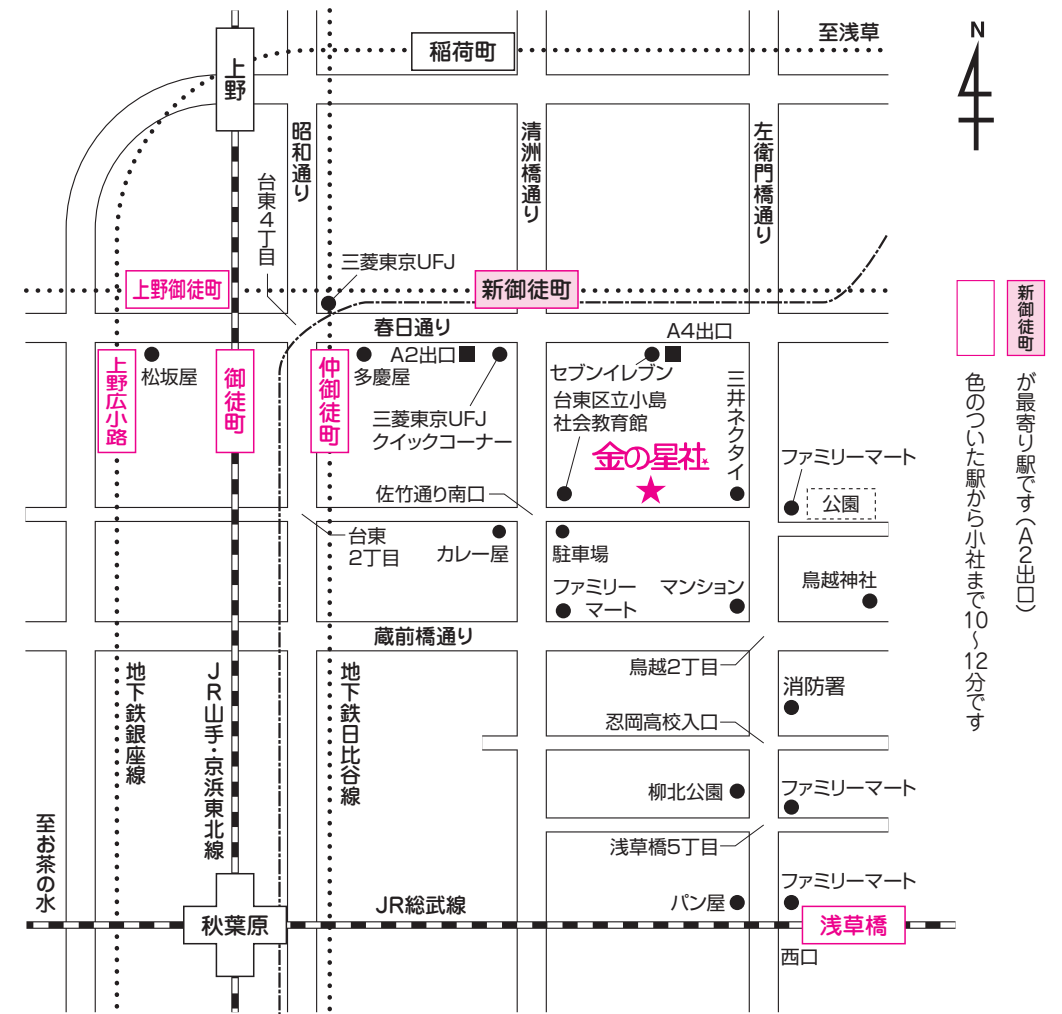 至浅草
稲荷町
上野
N
昭和通り
清洲橋通り
左衛門橋通り
台東4丁目
三菱東京UFJ
上野御徒町
新御徒町
春日通り
A4出口
上野広小路
松坂屋
御徒町
仲御徒町
多慶屋
A2出口
三菱東京UFJ
クイックコーナー
セブンイレブン
台東区立小島
社会教育館
三井ネクタイ
金の星社
ファミリーマート
公園
佐竹通り南口
台東
2丁目
カレー屋
駐車場
ファミリー
マート
マンション
鳥越神社
蔵前橋通り
鳥越2丁目
地下鉄銀座線
JR山手・京浜東北線
地下鉄日比谷線
消防署
忍岡高校入口
柳北公園
ファミリーマート
浅草橋5丁目
至お茶の水
秋葉原
JR総武線
パン屋
ファミリーマート
浅草橋
西口
新御徒町
が最寄り駅です(A2出口)
色のついた駅から小社まで10〜12分です